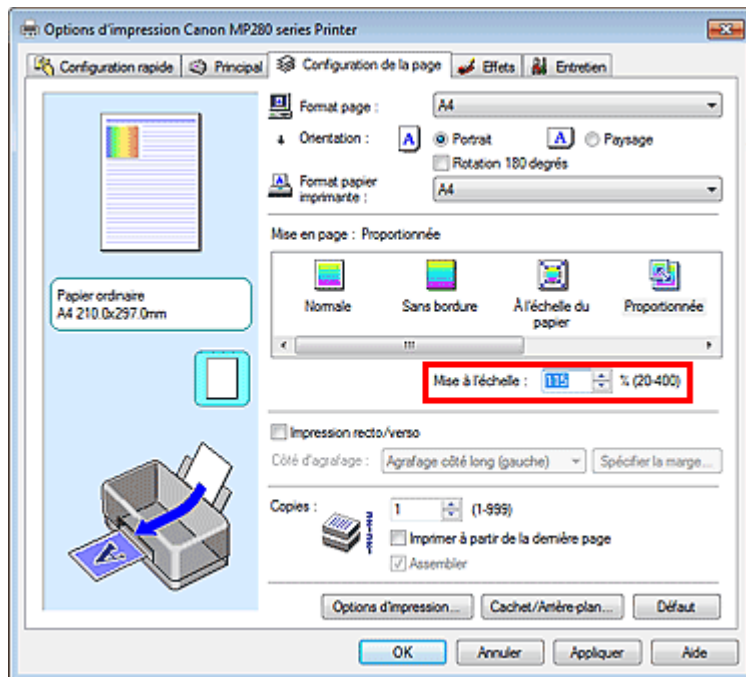 Options d'impression Canon MP280 series Printer
Configuration rapide Principal Configuration de la page Effets Entretien
Format page : A4
Orientation : A Portrait A Paysage
Rotation 180 degrés
Format papier imprimante : A4
Mise en page : Proportionnée
Normale Sans bordure À l'échelle du papier Proportionnée
Papier ordinaire
A4 210.0x297.0mm
Mise à l'échelle : 115 % (20-400)
Impression recto/verso
Côté d'agrafage : Agrafage côté long (gauche) Spécifier la marge...
Copies : 1 (1-999)
Imprimer à partir de la dernière page
Assembler
Options d'impression... Cachet/Arrière-plan... Défaut
OK Annuler Appliquer Aide